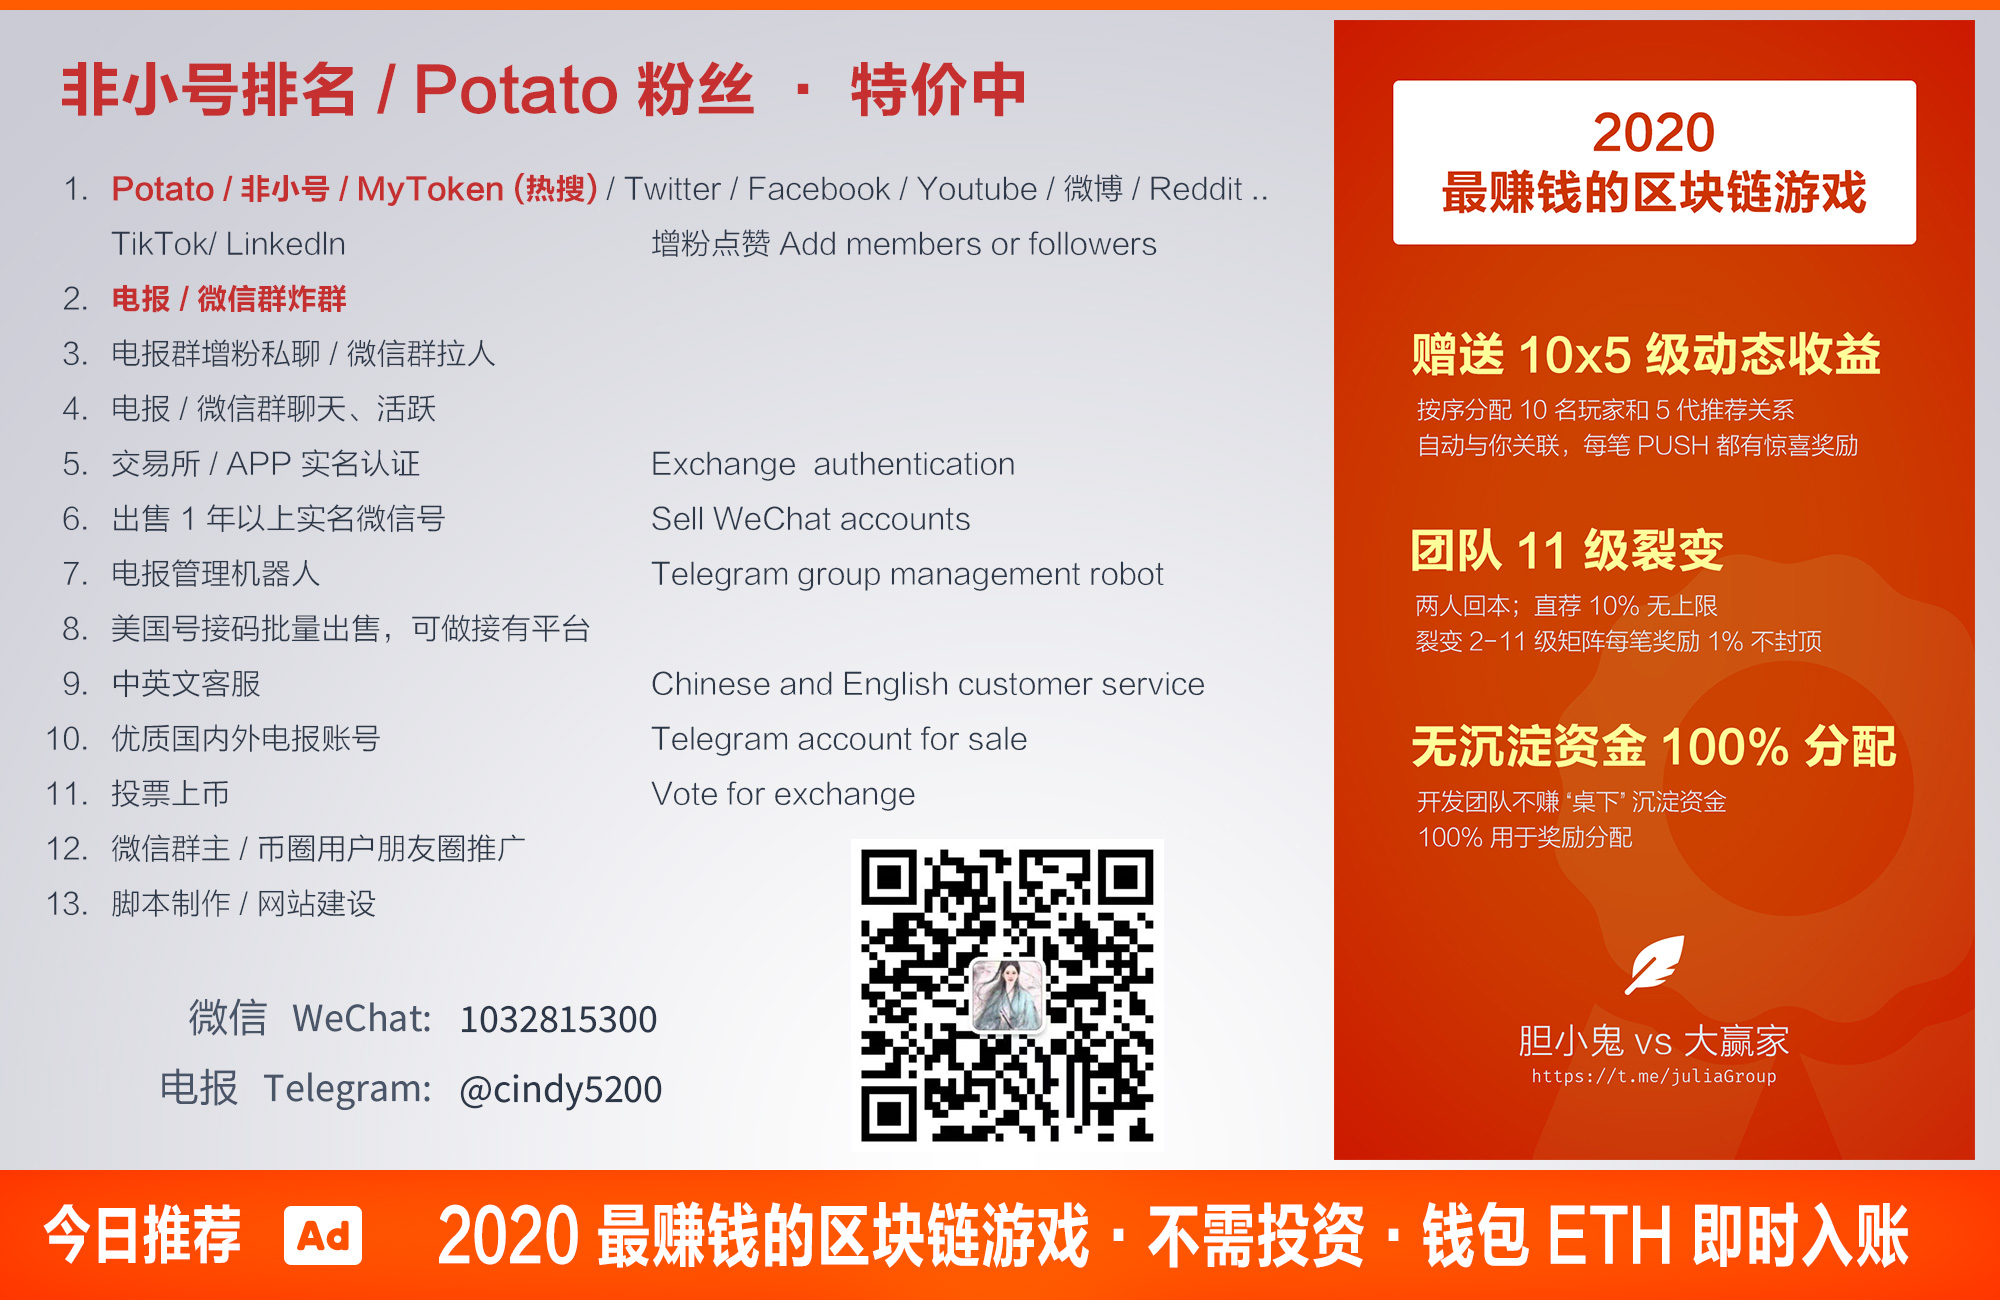 非小号排名 / Potato 粉丝 · 特价中
1. Potato / 非小号 / MyToken (热搜) / Twitter / Facebook / Youtube / 微博 / Reddit ..
TikTok/ LinkedIn 增粉点赞 Add members or followers
2. 电报 / 微信群炸群
3. 电报群增粉私聊 / 微信群拉人
4. 电报 / 微信群聊天、活跃
5. 交易所 / APP 实名认证 Exchange authentication
6. 出售 1 年以上实名微信号 Sell WeChat accounts
7. 电报管理机器人 Telegram group management robot
8. 美国号接码批量出售，可做接有平台
9. 中英文客服 Chinese and English customer service
10. 优质国内外电报账号 Telegram account for sale
11. 投票上币 Vote for exchange
12. 微信群主 / 币圈用户朋友圈推广
13. 脚本制作 / 网站建设
微信 WeChat: 1032815300
电报 Telegram: @cindy5200
2020
最赚钱的区块链游戏
赠送 10x5 级动态收益
按序分配 10 名玩家和 5 代推荐关系
自动与你关联，每笔 PUSH 都有惊喜奖励
团队 11 级裂变
两人回本；直荐 10% 无上限
裂变 2-11 级矩阵每笔奖励 1% 不封顶
无沉淀资金 100% 分配
开发团队不赚 “桌下” 沉淀资金
100% 用于奖励分配
胆小鬼 vs 大赢家
https://t.me/juliaGroup
今日推荐 Ad 2020 最赚钱的区块链游戏 · 不需投资 · 钱包 ETH 即时入账